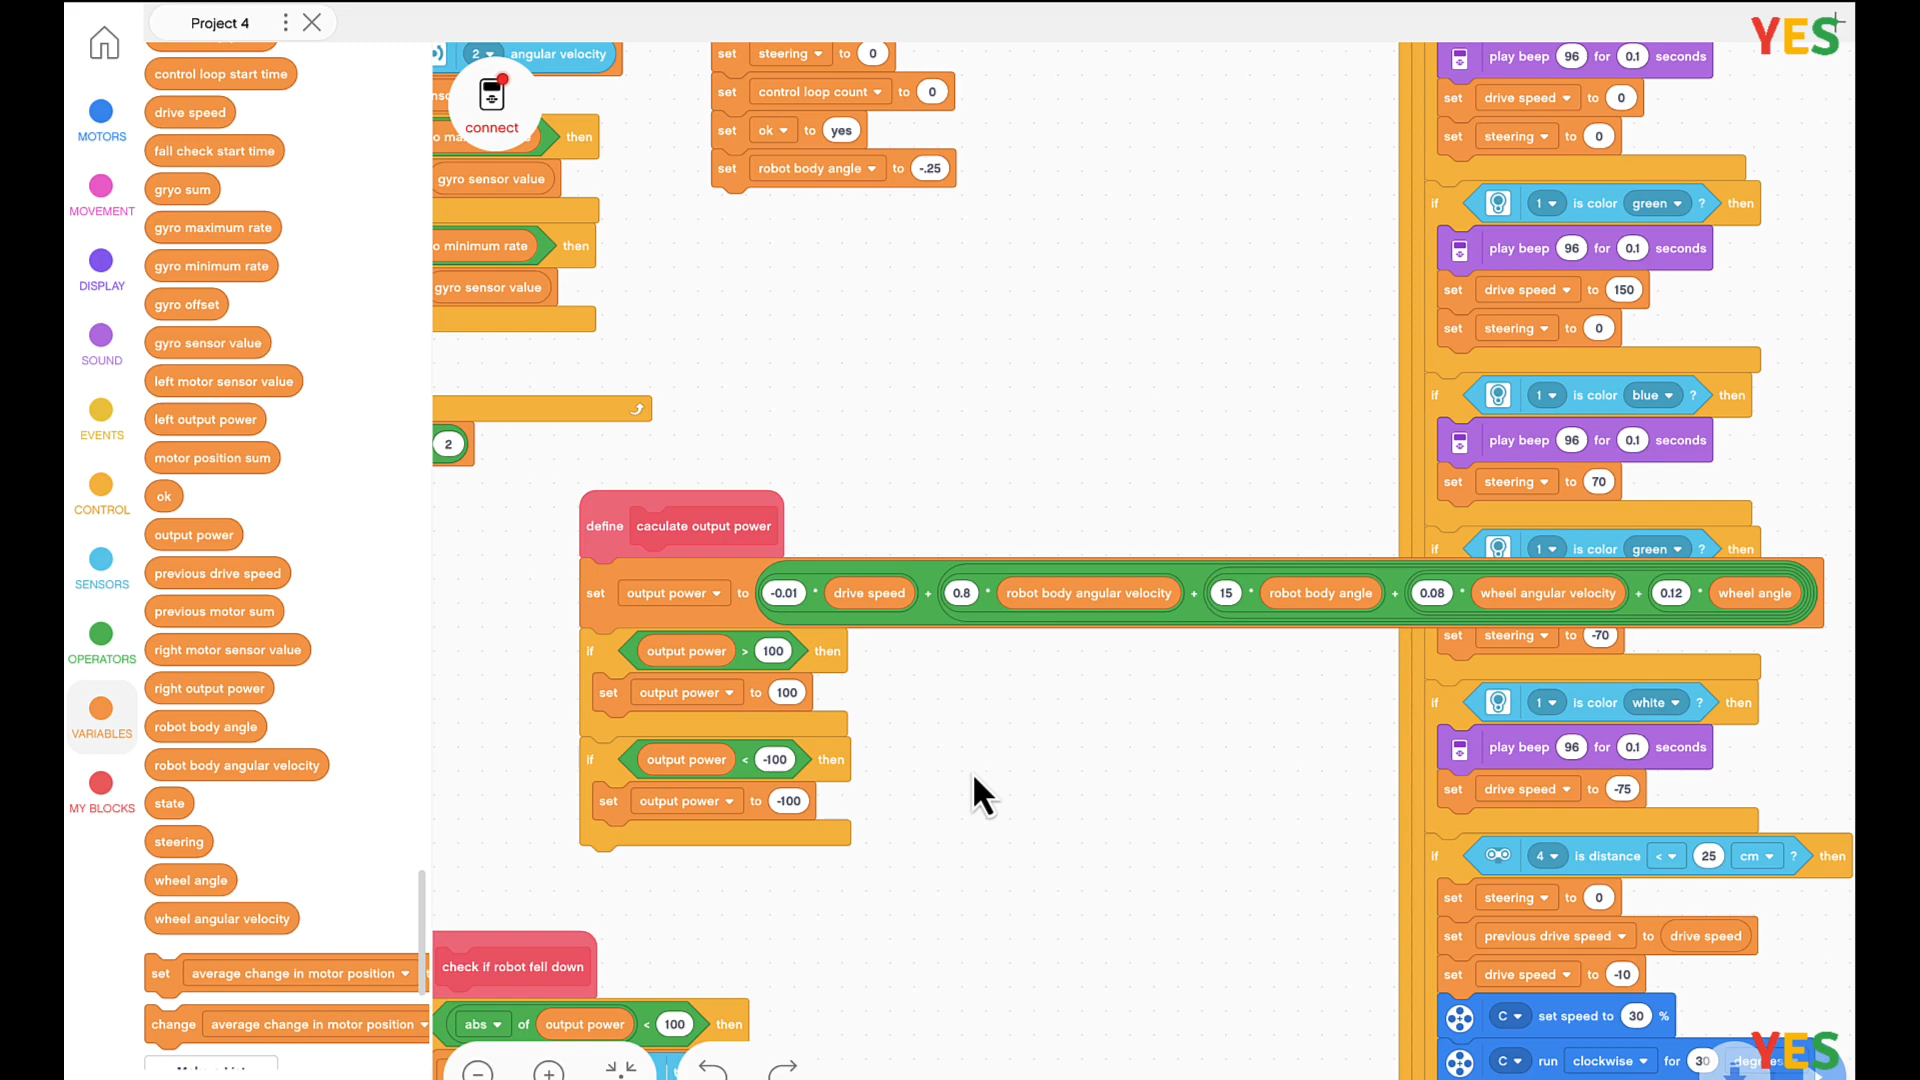 Project 4
YES
MOTORS
MOVEMENT
DISPLAY
SOUND
EVENTS
CONTROL
SENSORS
OPERATORS
VARIABLES
MY BLOCKS
control loop start time
drive speed
fall check start time
gryo sum
gyro maximum rate
gyro minimum rate
gyro offset
gyro sensor value
left motor sensor value
left output power
motor position sum
ok
output power
previous drive speed
previous motor sum
right motor sensor value
right output power
robot body angle
robot body angular velocity
state
steering
wheel angle
wheel angular velocity
set average change in motor position
change average change in motor position
2 angular velocity
connect
then
gyro sensor value
o minimum rate then
gyro sensor value
2
set steering to 0
set control loop count to 0
set ok to yes
set robot body angle to -.25
define caculate output power
set output power to -0.01 * drive speed + 0.8 * robot body angular velocity + 15 * robot body angle + 0.08 * wheel angular velocity + 0.12 * wheel angle
if output power > 100 then
set output power to 100
if output power < -100 then
set output power to -100
check if robot fell down
abs of output power < 100 then
play beep 96 for 0.1 seconds
set drive speed to 0
set steering to 0
if 1 is color green ? then
play beep 96 for 0.1 seconds
set drive speed to 150
set steering to 0
if 1 is color blue ? then
play beep 96 for 0.1 seconds
set steering to 70
if 1 is color green ? then
set steering to -70
if 1 is color white ? then
play beep 96 for 0.1 seconds
set drive speed to -75
if 4 is distance < 25 cm ? then
set steering to 0
set previous drive speed to drive speed
set drive speed to -10
C set speed to 30 %
C run clockwise for 30
YES